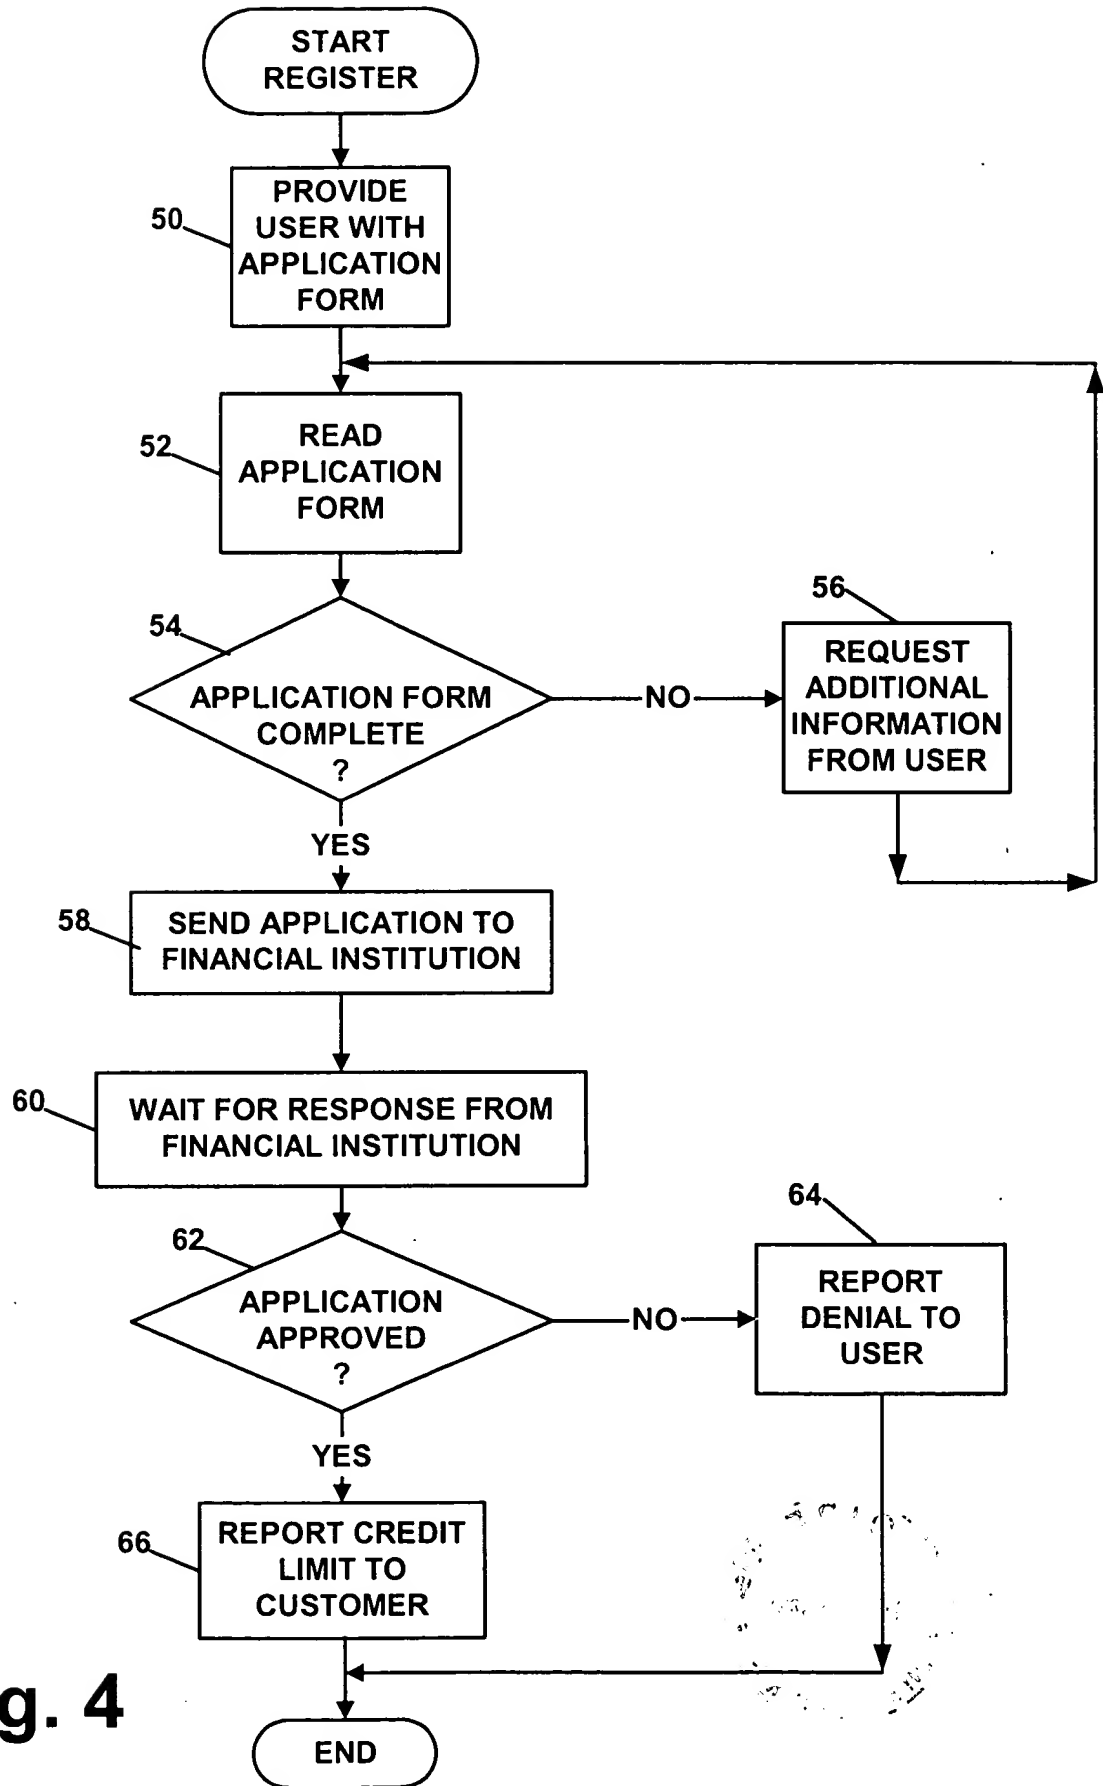 START
REGISTER
50
PROVIDE
USER WITH
APPLICATION
FORM
52
READ
APPLICATION
FORM
54
APPLICATION FORM
COMPLETE
?
NO
56
REQUEST
ADDITIONAL
INFORMATION
FROM USER
YES
58
SEND APPLICATION TO
FINANCIAL INSTITUTION
60
WAIT FOR RESPONSE FROM
FINANCIAL INSTITUTION
62
APPLICATION
APPROVED
?
NO
64
REPORT
DENIAL TO
USER
YES
66
REPORT CREDIT
LIMIT TO
CUSTOMER
g. 4
END